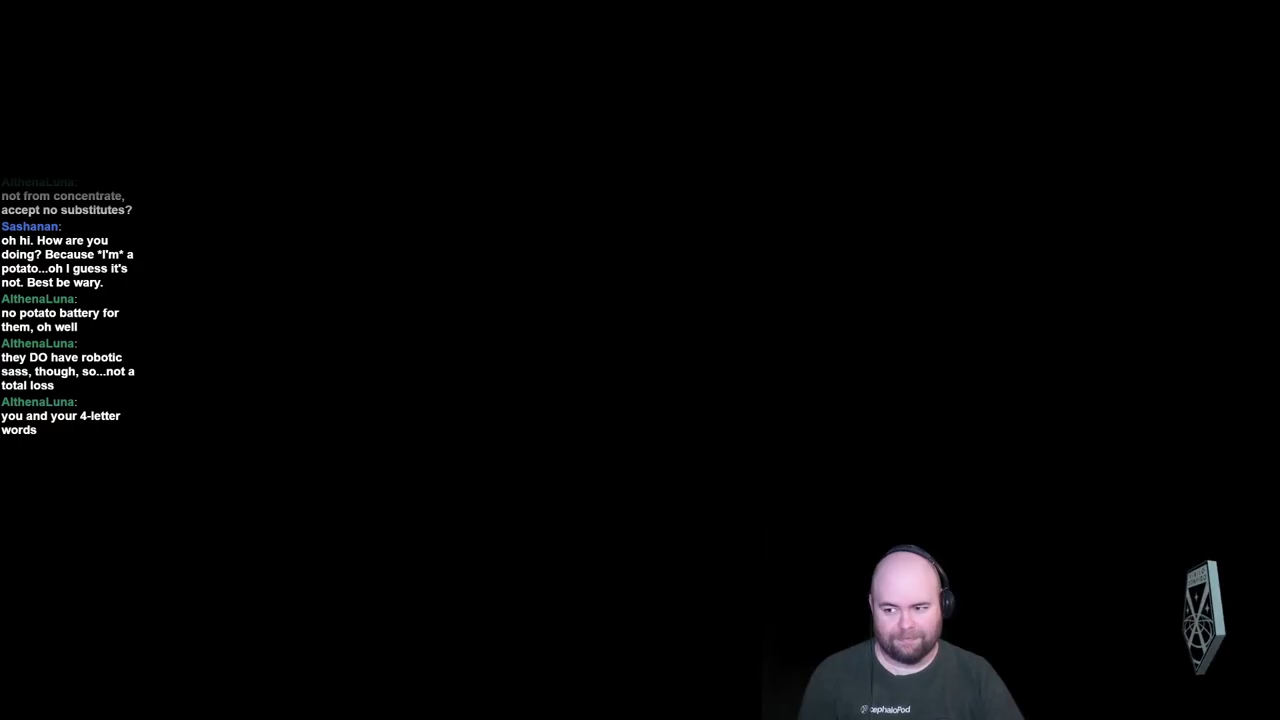 AlthenaLuna:
not from concentrate,
accept no substitutes?
Sashanan:
oh hi. How are you
doing? Because *I'm* a
potato...oh I guess it's
not. Best be wary.
AlthenaLuna:
no potato battery for
them, oh well
AlthenaLuna:
they DO have robotic
sass, though, so...not a
total loss
AlthenaLuna:
you and your 4-letter
words
cephaloPod